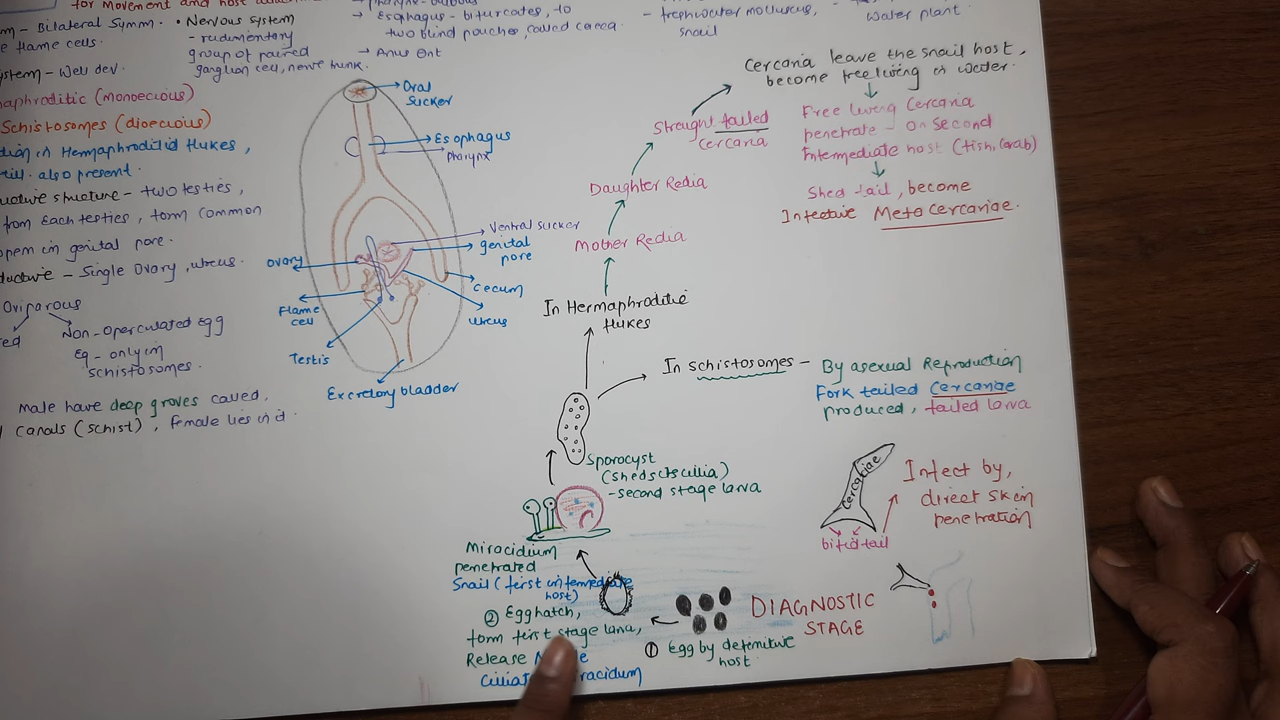 for Movement and host
m - Bilateral Symm.
e flame cells.
ystem - Well dev.
aphroditic (monoecious)
Schistosomes (dioecious)
in Hermaphroditid flukes,
also present.
structure - two testies,
from Each testies, form common
open in genital pore.
Single Ovary, uterus.
Oviparous
Non-Operculated Egg
Eg - only in
schistosomes.
Male have deep groves called,
Canals (schist), female lies in it.
• Nervous system
- rudimentary
group of paired
ganglion cell, nerve trunk.
→ Esophagus - bifurcates, to
two blind pouches, called caeca
→ Anus
- freshwater molluscus,
snail
water plant.
Oral
Sucker
Esophagus
Pharynx
Ventral Sucker
genital
pore
Cecum
uterus
ovary
Flame
cell
Testis
Excretory bladder
Cercaria leave the snail host,
become free living in water.
Free living Cercaria
penetrate - on second
Intermediate host (fish, Crab)
Shed tail, become
Infective Meta Cercariae.
Straught tailed
Cercaria
Daughter Redia
Mother Redia
In Hermaphroditic
flukes
In schistosomes - By asexual Reproduction
Fork tailed Cercariae
produced, tailed larva
Sporocyst
(sheds its cilia)
- second stage larva
Cercariae
bifid tail
Infect by,
direct skin
penetration
Miracidium
penetrated
Snail (first intermediate
host)
② Egg hatch,
form first stage larva,
Release
① Egg by definitive
host
DIAGNOSTIC
STAGE